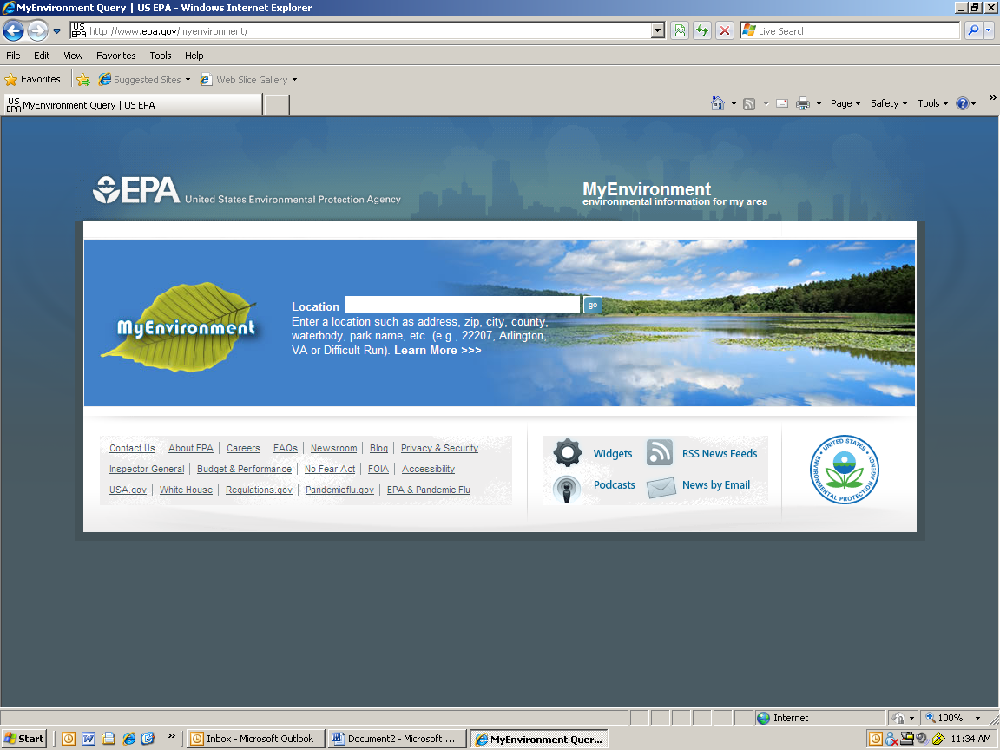 MyEnvironment Query | US EPA - Windows Internet Explorer
US EPA http://www.epa.gov/myenvironment/ Live Search
File Edit View Favorites Tools Help
Favorites Suggested Sites Web Slice Gallery
US EPA MyEnvironment Query | US EPA Page Safety Tools »
EPA United States Environmental Protection Agency
MyEnvironment
environmental information for my area
MyEnvironment
Location go
Enter a location such as address, zip, city, county,
waterbody, park name, etc. (e.g., 22207, Arlington,
VA or Difficult Run). Learn More >>>
Contact Us | About EPA | Careers | FAQs | Newsroom | Blog | Privacy & Security
Inspector General | Budget & Performance | No Fear Act | FOIA | Accessibility
USA.gov | White House | Regulations.gov | Pandemicflu.gov | EPA & Pandemic Flu
Widgets RSS News Feeds
Podcasts News by Email
UNITED STATES
ENVIRONMENTAL PROTECTION AGENCY
Internet 100%
Start » Inbox - Microsoft Outlook Document2 - Microsoft ... MyEnvironment Quer... 11:34 AM